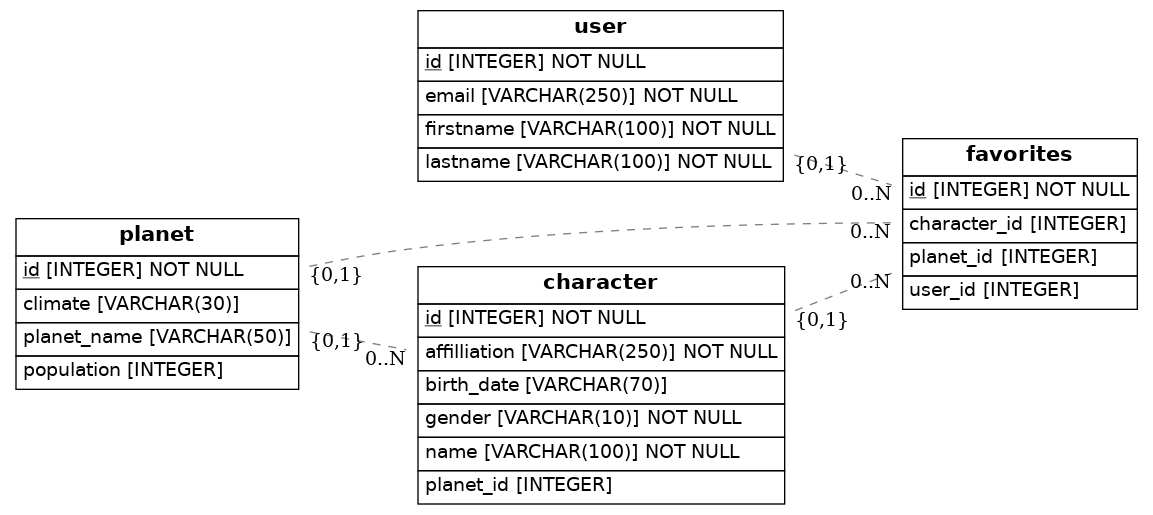 user
id [INTEGER] NOT NULL
email [VARCHAR(250)] NOT NULL
firstname [VARCHAR(100)] NOT NULL
lastname [VARCHAR(100)] NOT NULL
{0,1}
0..N
favorites
id [INTEGER] NOT NULL
character_id [INTEGER]
planet_id [INTEGER]
user_id [INTEGER]
planet
id [INTEGER] NOT NULL
climate [VARCHAR(30)]
planet_name [VARCHAR(50)]
population [INTEGER]
{0,1}
0..N
{0,1}
0..N
character
id [INTEGER] NOT NULL
affilliation [VARCHAR(250)] NOT NULL
birth_date [VARCHAR(70)]
gender [VARCHAR(10)] NOT NULL
name [VARCHAR(100)] NOT NULL
planet_id [INTEGER]
{0,1}
0..N